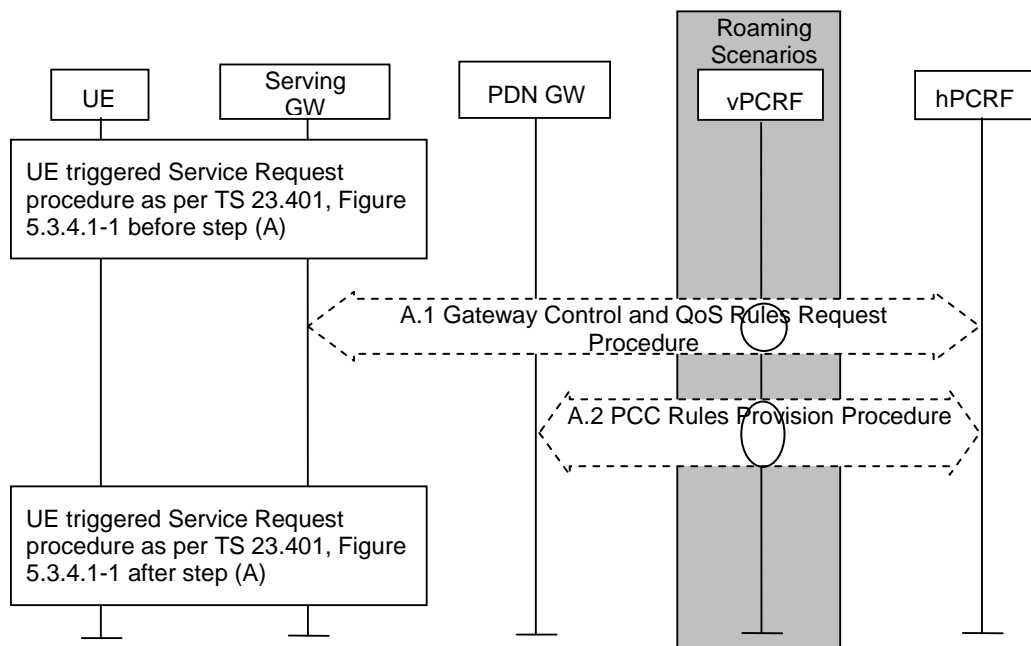 Roaming
Scenarios
UE
Serving
GW
PDN GW
vPCRF
hPCRF
UE triggered Service Request
procedure as per TS 23.401, Figure
5.3.4.1-1 before step (A)
A.1 Gateway Control and QoS Rules Request
Procedure
A.2 PCC Rules Provision Procedure
UE triggered Service Request
procedure as per TS 23.401, Figure
5.3.4.1-1 after step (A)